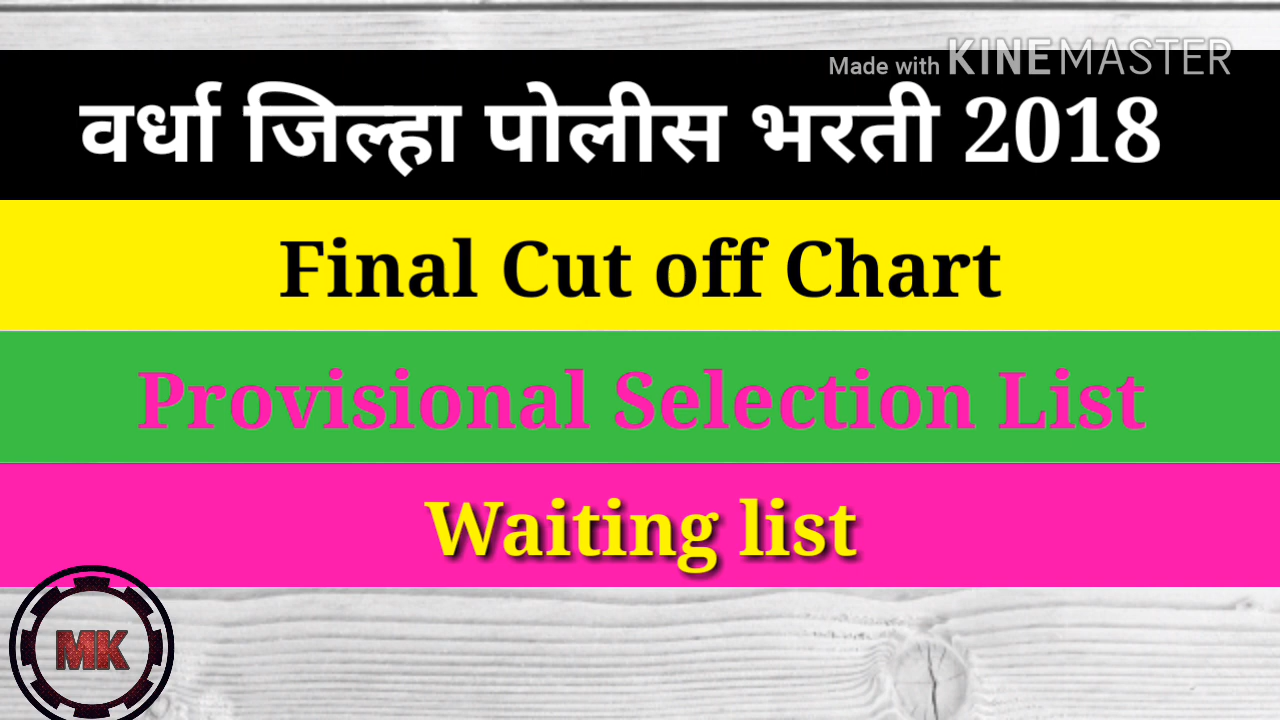 Made with KINEMASTER
वर्धा जिल्हा पोलीस भरती 2018
Final Cut off Chart
Provisional Selection List
Waiting list
MK